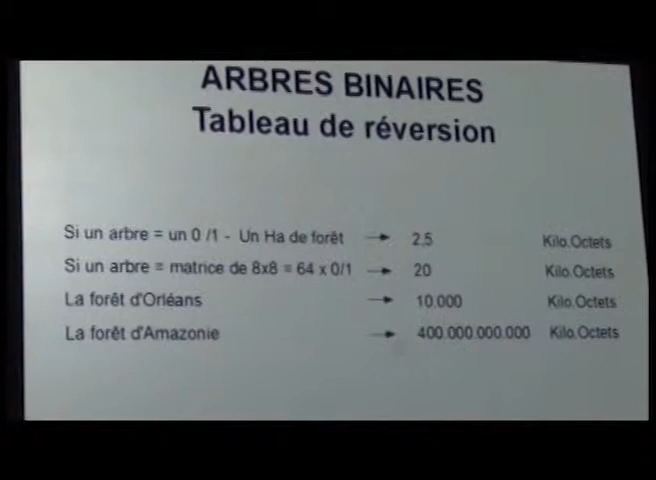 ARBRES BINAIRES
Tableau de réversion
Si un arbre = un 0 /1 - Un Ha de forêt → 2,5 Kilo.Octets
Si un arbre = matrice de 8x8 = 64 x 0/1 → 20 Kilo.Octets
La forêt d'Orléans → 10.000 Kilo.Octets
La forêt d'Amazonie → 400.000.000.000 Kilo.Octets